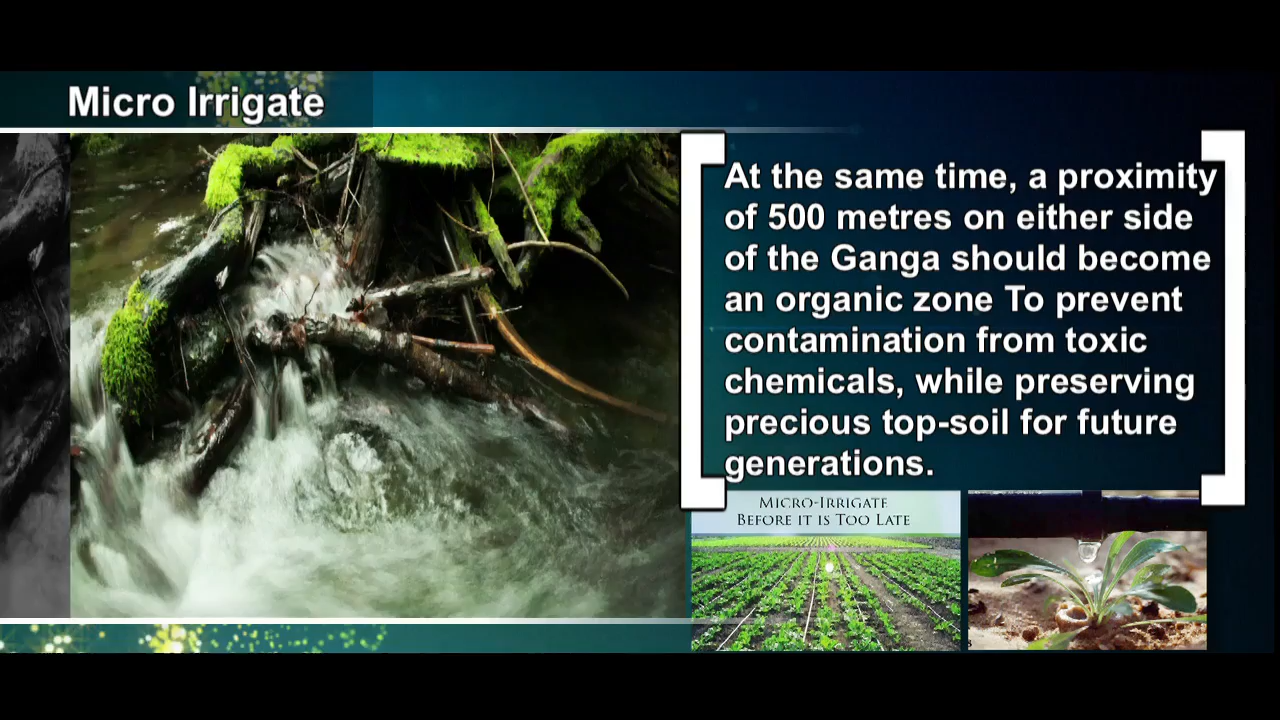 Micro Irrigate
At the same time, a proximity
of 500 metres on either side
of the Ganga should become
an organic zone To prevent
contamination from toxic
chemicals, while preserving
precious top-soil for future
generations.
Micro-Irrigate
Before it is Too Late